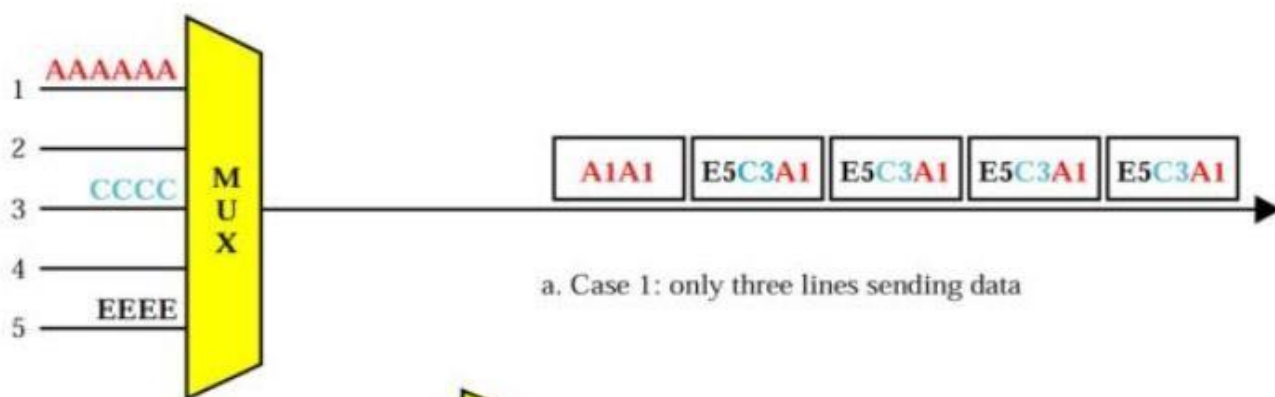 1 AAAAAA
2
3 CCCC
4
5 EEEE
MUX
A1A1 E5C3A1 E5C3A1 E5C3A1 E5C3A1
a. Case 1: only three lines sending data